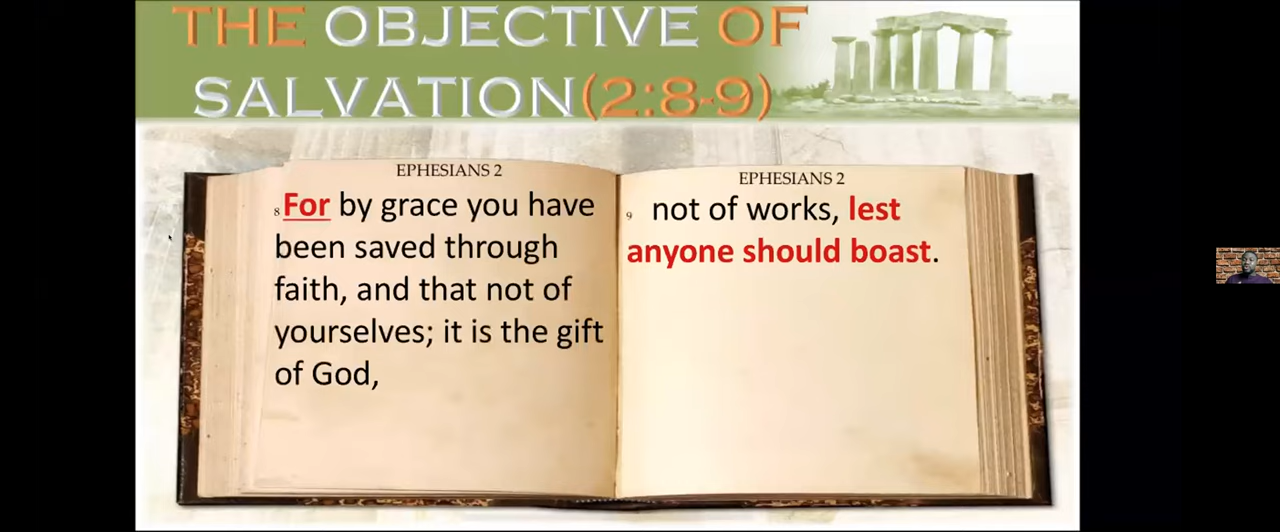 THE OBJECTIVE OF
SALVATION(2:8-9)
EPHESIANS 2
8 For by grace you have
been saved through
faith, and that not of
yourselves; it is the gift
of God,
EPHESIANS 2
9 not of works, lest
anyone should boast.